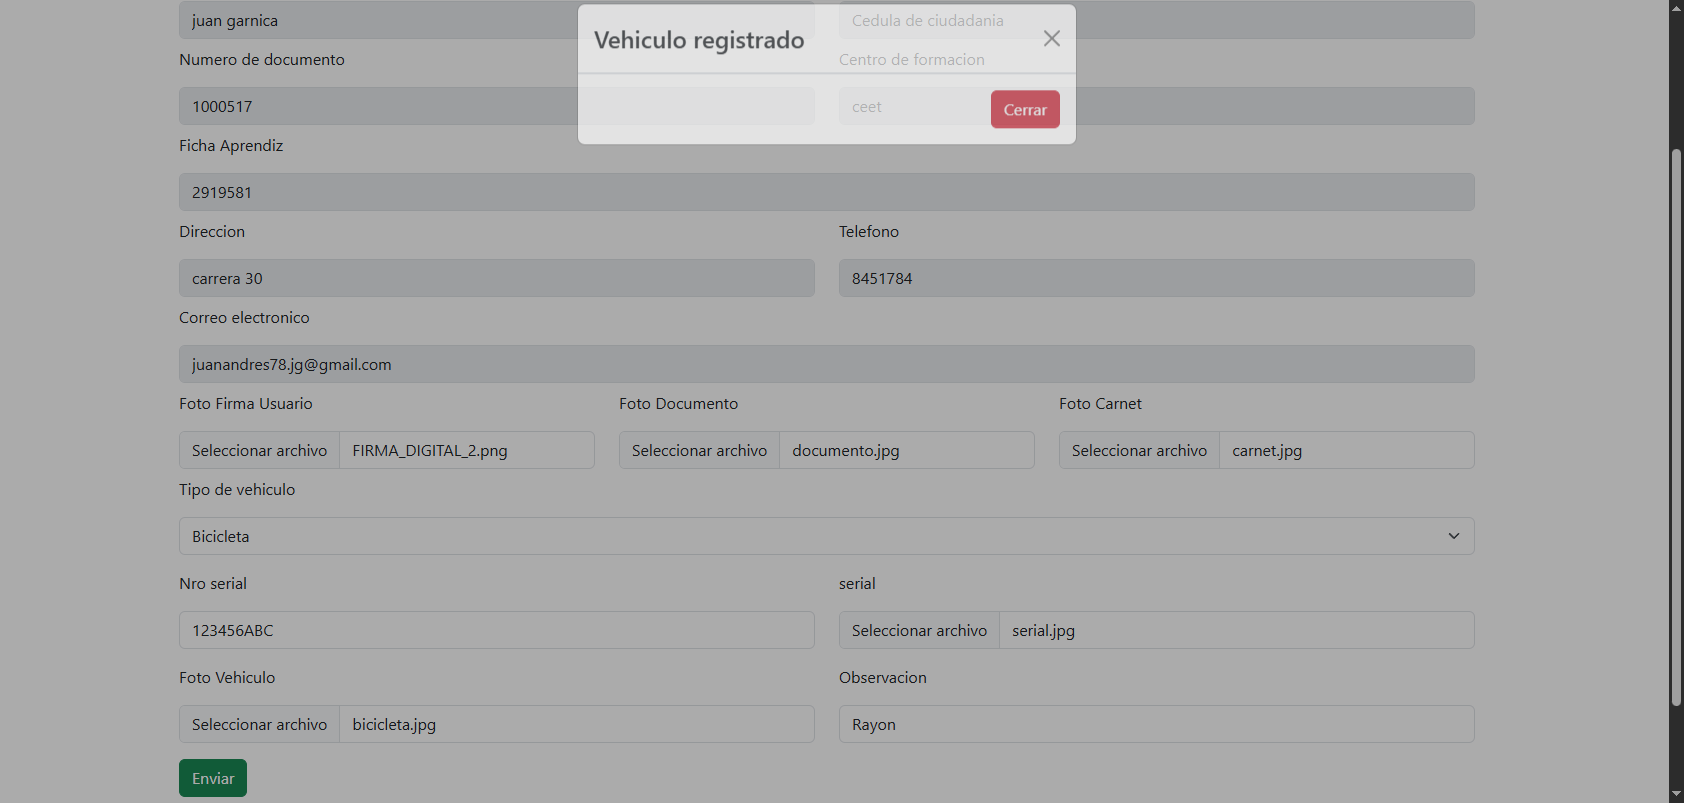 juan garnica
Cedula de ciudadania
Vehiculo registrado
Numero de documento
Centro de formacion
1000517
ceet
Cerrar
Ficha Aprendiz
2919581
Direccion
Telefono
carrera 30
8451784
Correo electronico
juanandres78.jg@gmail.com
Foto Firma Usuario
Foto Documento
Foto Carnet
Seleccionar archivo FIRMA_DIGITAL_2.png
Seleccionar archivo documento.jpg
Seleccionar archivo carnet.jpg
Tipo de vehiculo
Bicicleta
Nro serial
serial
123456ABC
Seleccionar archivo serial.jpg
Foto Vehiculo
Observacion
Seleccionar archivo bicicleta.jpg
Rayon
Enviar